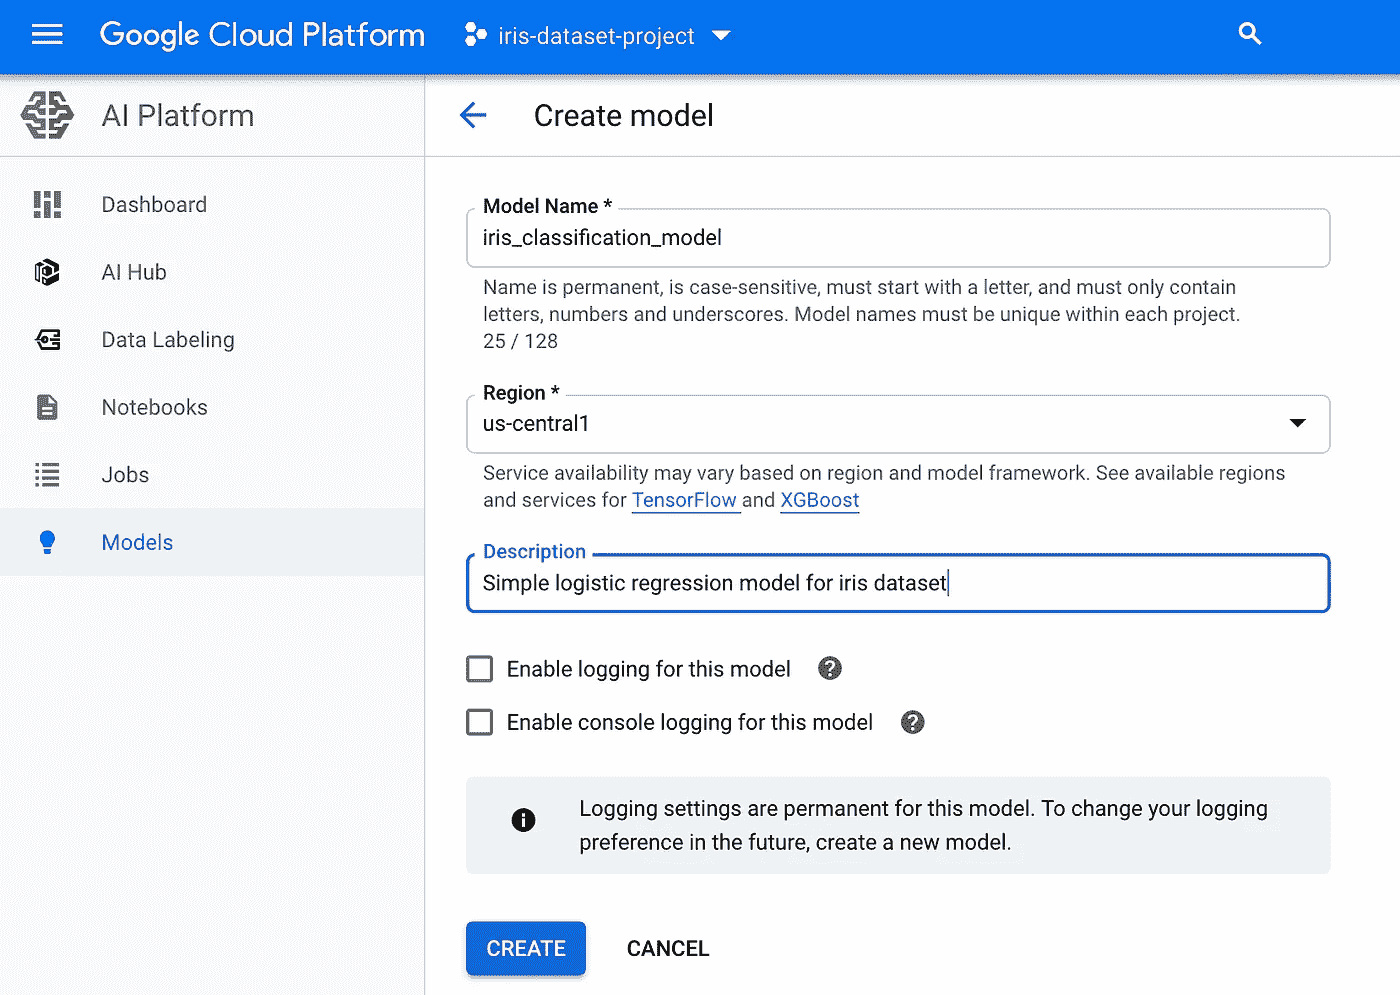 Google Cloud Platform
iris-dataset-project
AI Platform
Create model
Dashboard
AI Hub
Data Labeling
Notebooks
Jobs
Models
Model Name *
iris_classification_model
Name is permanent, is case-sensitive, must start with a letter, and must only contain
letters, numbers and underscores. Model names must be unique within each project.
25 / 128
Region *
us-central1
Service availability may vary based on region and model framework. See available regions
and services for TensorFlow and XGBoost
Description
Simple logistic regression model for iris dataset
Enable logging for this model
Enable console logging for this model
Logging settings are permanent for this model. To change your logging
preference in the future, create a new model.
CREATE
CANCEL